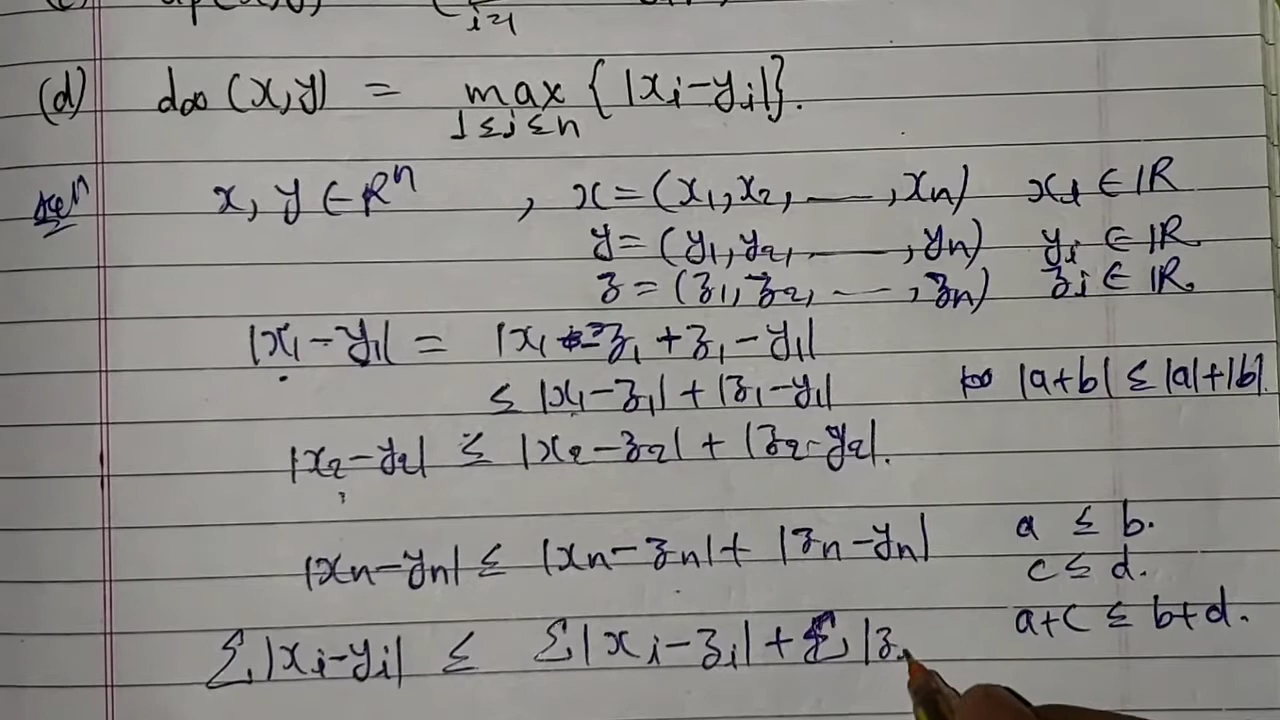 (d) d∞ (x,y) = max {|xi-yi|}.
1≤i≤n
Solⁿ x, y ∈ Rⁿ , x = (x₁, x₂, ----, xₙ) xi ∈ IR
y = (y₁, y₂, ----, yₙ) yi ∈ IR
z = (z₁, z₂, ----, zₙ) zi ∈ IR
|x₁ - y₁| = |x₁ - z₁ + z₁ - y₁|
≤ |x₁ - z₁| + |z₁ - y₁| |a+b| ≤ |a|+|b|.
|x₂ - y₂| ≤ |x₂ - z₂| + |z₂ - y₂|.
|xₙ - yₙ| ≤ |xₙ - zₙ| + |zₙ - yₙ| a ≤ b.
c ≤ d.
a+c ≤ b+d.
Σ |xi - yi| ≤ Σ |xi - zi| + Σ |z